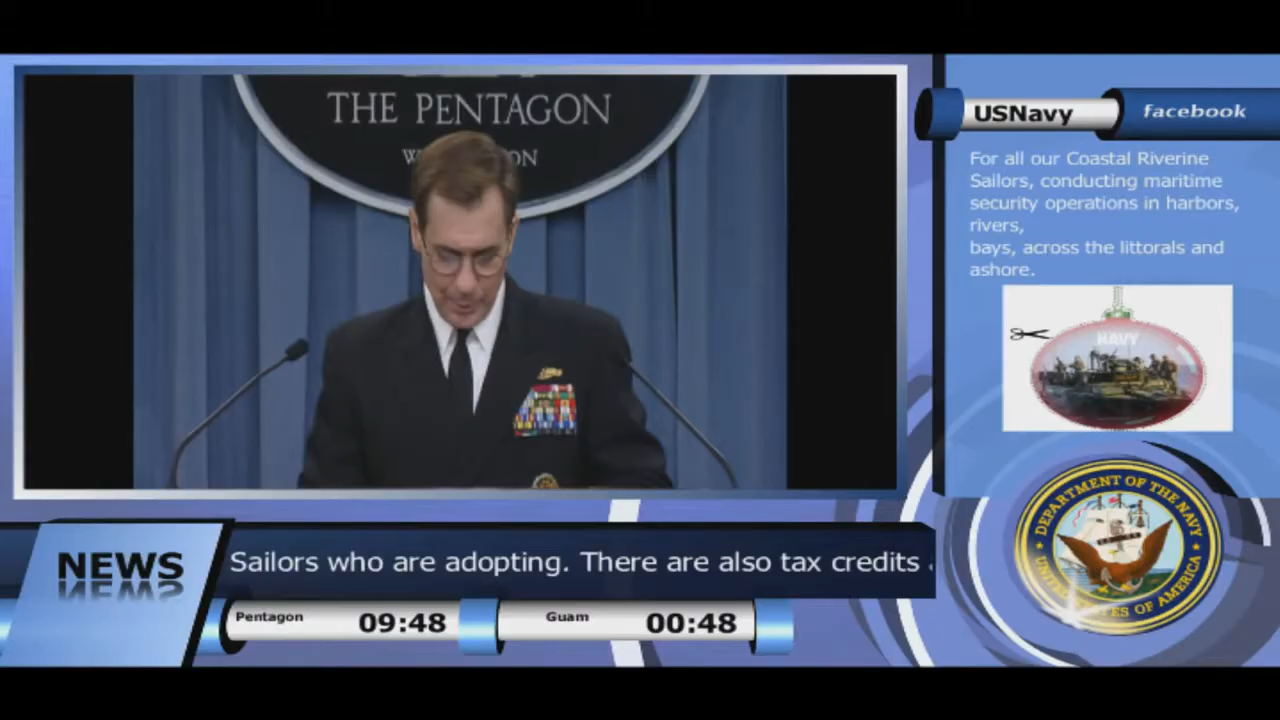 THE PENTAGON
W ON
USNavy
facebook
For all our Coastal Riverine
Sailors, conducting maritime
security operations in harbors,
rivers,
bays, across the littorals and
ashore.
NAVY
DEPARTMENT OF THE NAVY
UNITED STATES OF AMERICA
NEWS
Sailors who are adopting. There are also tax credits
Pentagon
09:48
Guam
00:48